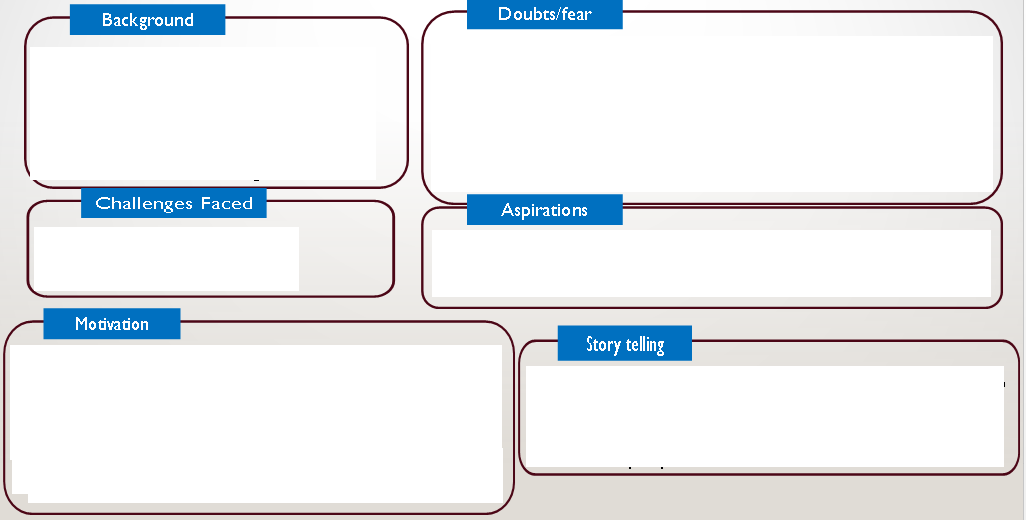 Background
Doubts/fear
Challenges Faced
Aspirations
Motivation
Story telling